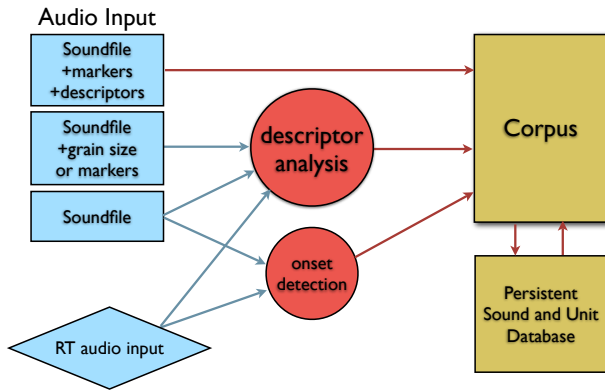 Audio Input
Soundfile
+markers
+descriptors
Soundfile
+grain size
or markers
Soundfile
RT audio input
descriptor
analysis
onset
detection
Corpus
Persistent
Sound and Unit
Database